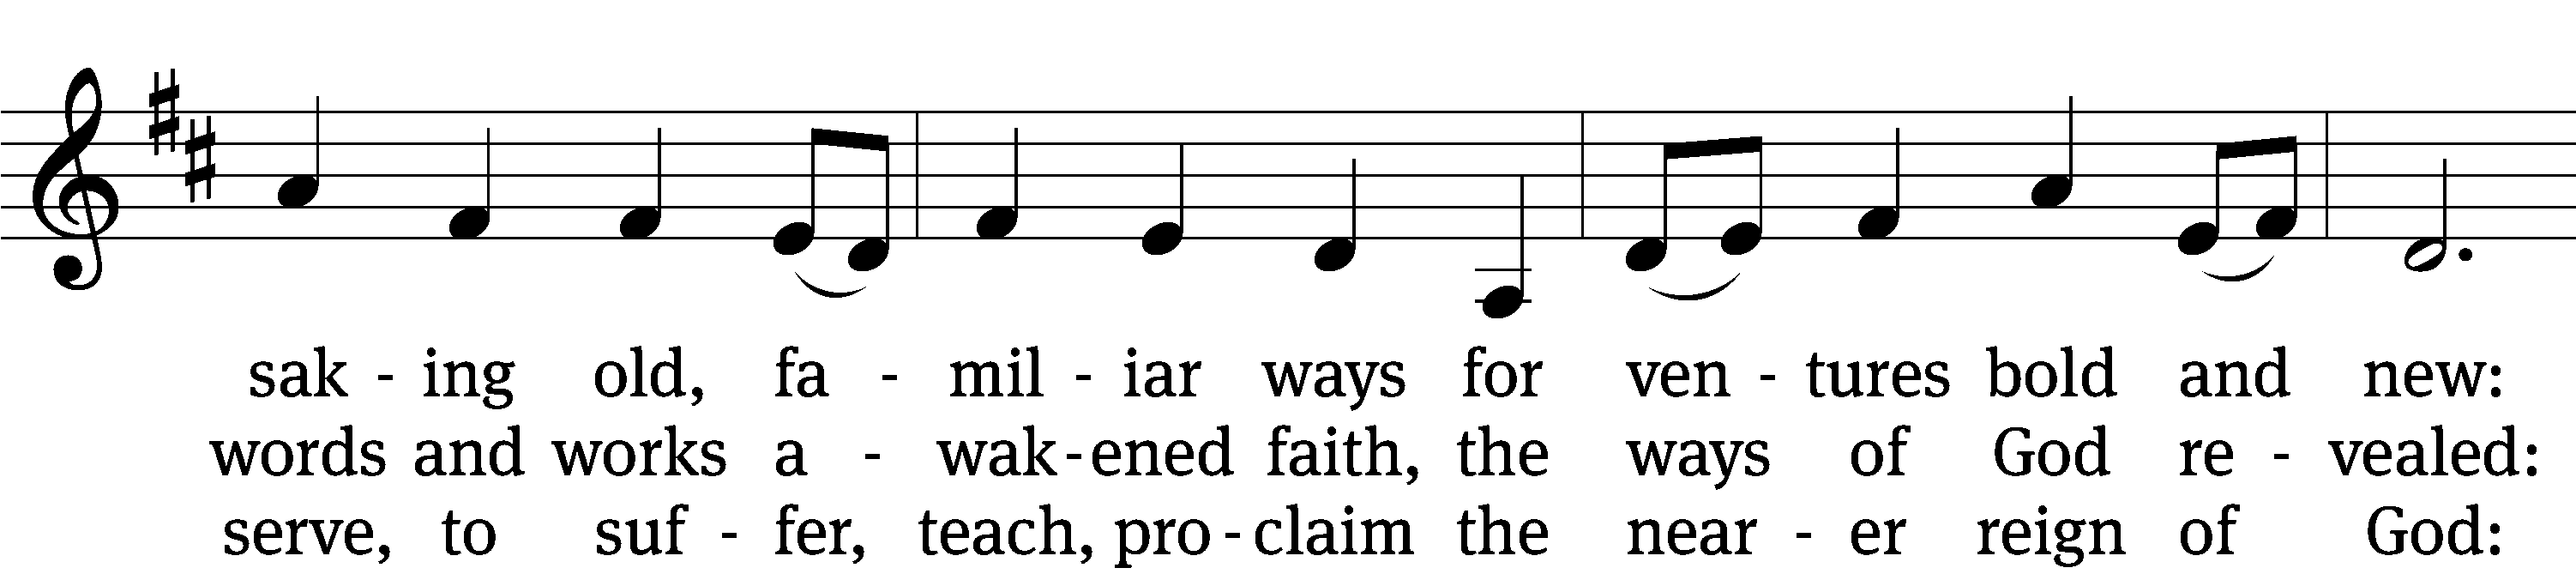 sak - ing old, fa - mil - iar ways for ven - tures bold and new:
words and works a - wak - ened faith, the ways of God re - vealed:
serve, to suf - fer, teach, pro - claim the near - er reign of God: